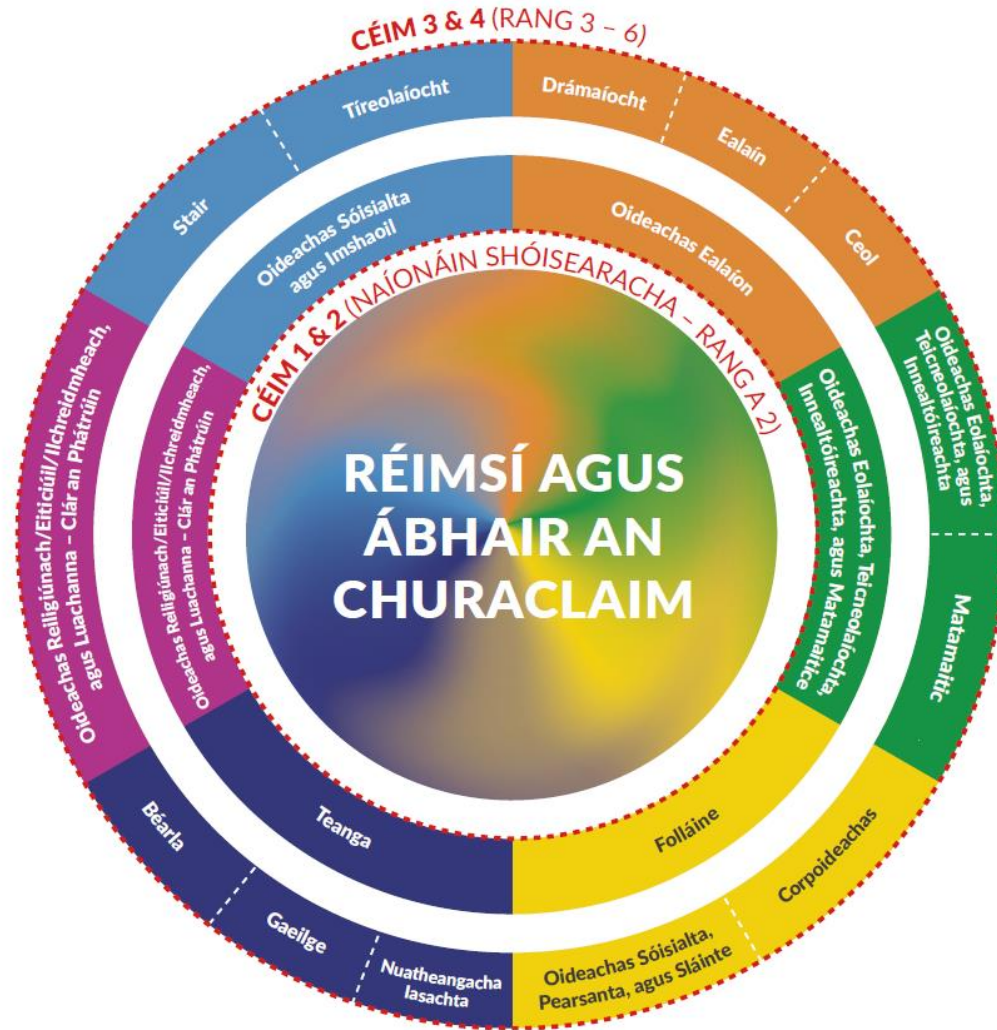 CÉIM 3 & 4 (RANG 3 – 6)
Tíreolaíocht
Drámaíocht
Ealaín
Ceol
Stair
Oideachas Sóisialta
agus Imshaoil
Oideachas Ealaíon
CÉIM 1 & 2 (NAÍONÁIN SHÓISEARACHA – RANG A 2)
Oideachas Reiligiúnach/Eiticiúil/Ilchreidmheach,
agus Luachanna – Clár an Phátrúin
Oideachas Reiligiúnach/Eiticiúil/Ilchreidmheach,
agus Luachanna – Clár an Phátrúin
RÉIMSÍ AGUS
ÁBHAIR AN
CHURACLAIM
Oideachas Eolaíochta, Teicneolaíochta,
Innealtóireachta, agus Matamaitice
Oideachas Eolaíochta,
Teicneolaíochta, agus
Innealtóireachta
Matamaitic
Teanga
Folláine
Béarla
Gaeilge
Nuatheangacha
Iasachta
Oideachas Sóisialta,
Pearsanta, agus Sláinte
Corpoideachas